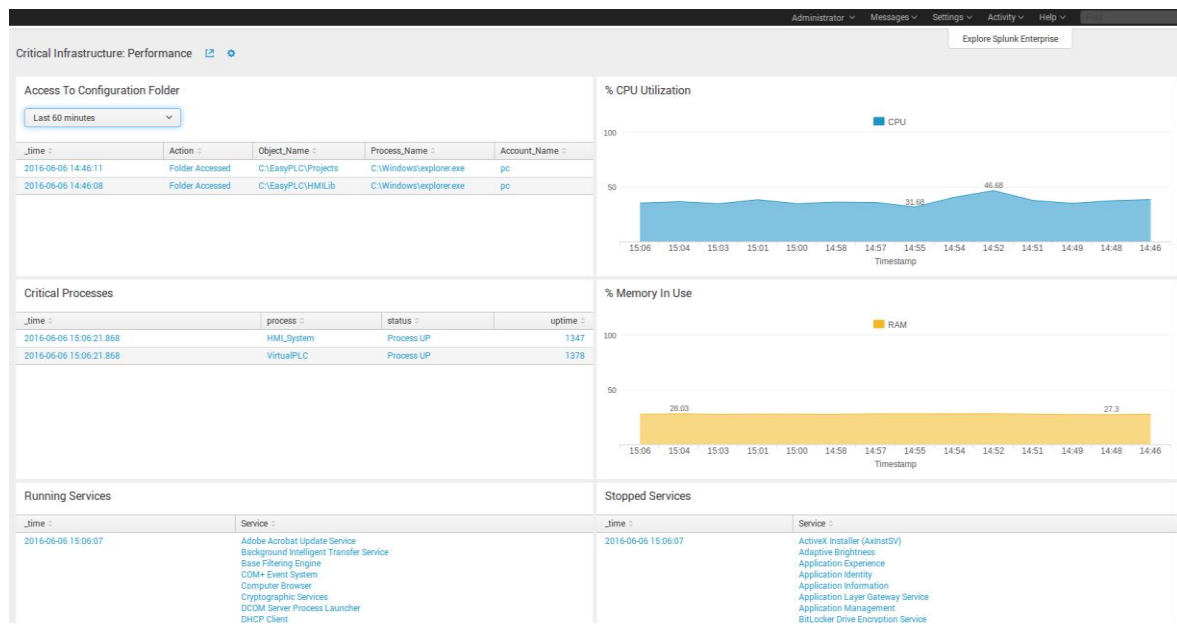 Administrator Messages Settings Activity Help Find
Explore Splunk Enterprise
Critical Infrastructure: Performance
Access To Configuration Folder
Last 60 minutes
_time Action Object_Name Process_Name Account_Name
2016-06-06 14:46:11 Folder Accessed C:\EasyPLC\Projects C:\Windows\explorer.exe pc
2016-06-06 14:46:08 Folder Accessed C:\EasyPLC\HMILib C:\Windows\explorer.exe pc
% CPU Utilization
CPU
100
50
31.68
46.68
15:06 15:04 15:03 15:01 15:00 14:58 14:57 14:55 14:54 14:52 14:51 14:49 14:48 14:46
Timestamp
Critical Processes
_time process status uptime
2016-06-06 15:06:21.868 HMI_System Process UP 1347
2016-06-06 15:06:21.868 VirtualPLC Process UP 1378
% Memory In Use
RAM
100
50
28.03
27.3
15:06 15:04 15:03 15:01 15:00 14:58 14:57 14:55 14:54 14:52 14:51 14:49 14:48 14:46
Timestamp
Running Services
_time Service
2016-06-06 15:06:07 Adobe Acrobat Update Service
Background Intelligent Transfer Service
Base Filtering Engine
COM+ Event System
Computer Browser
Cryptographic Services
DCOM Server Process Launcher
DHCP Client
Stopped Services
_time Service
2016-06-06 15:06:07 ActiveX Installer (AxInstSV)
Adaptive Brightness
Application Experience
Application Identity
Application Information
Application Layer Gateway Service
Application Management
BitLocker Drive Encryption Service